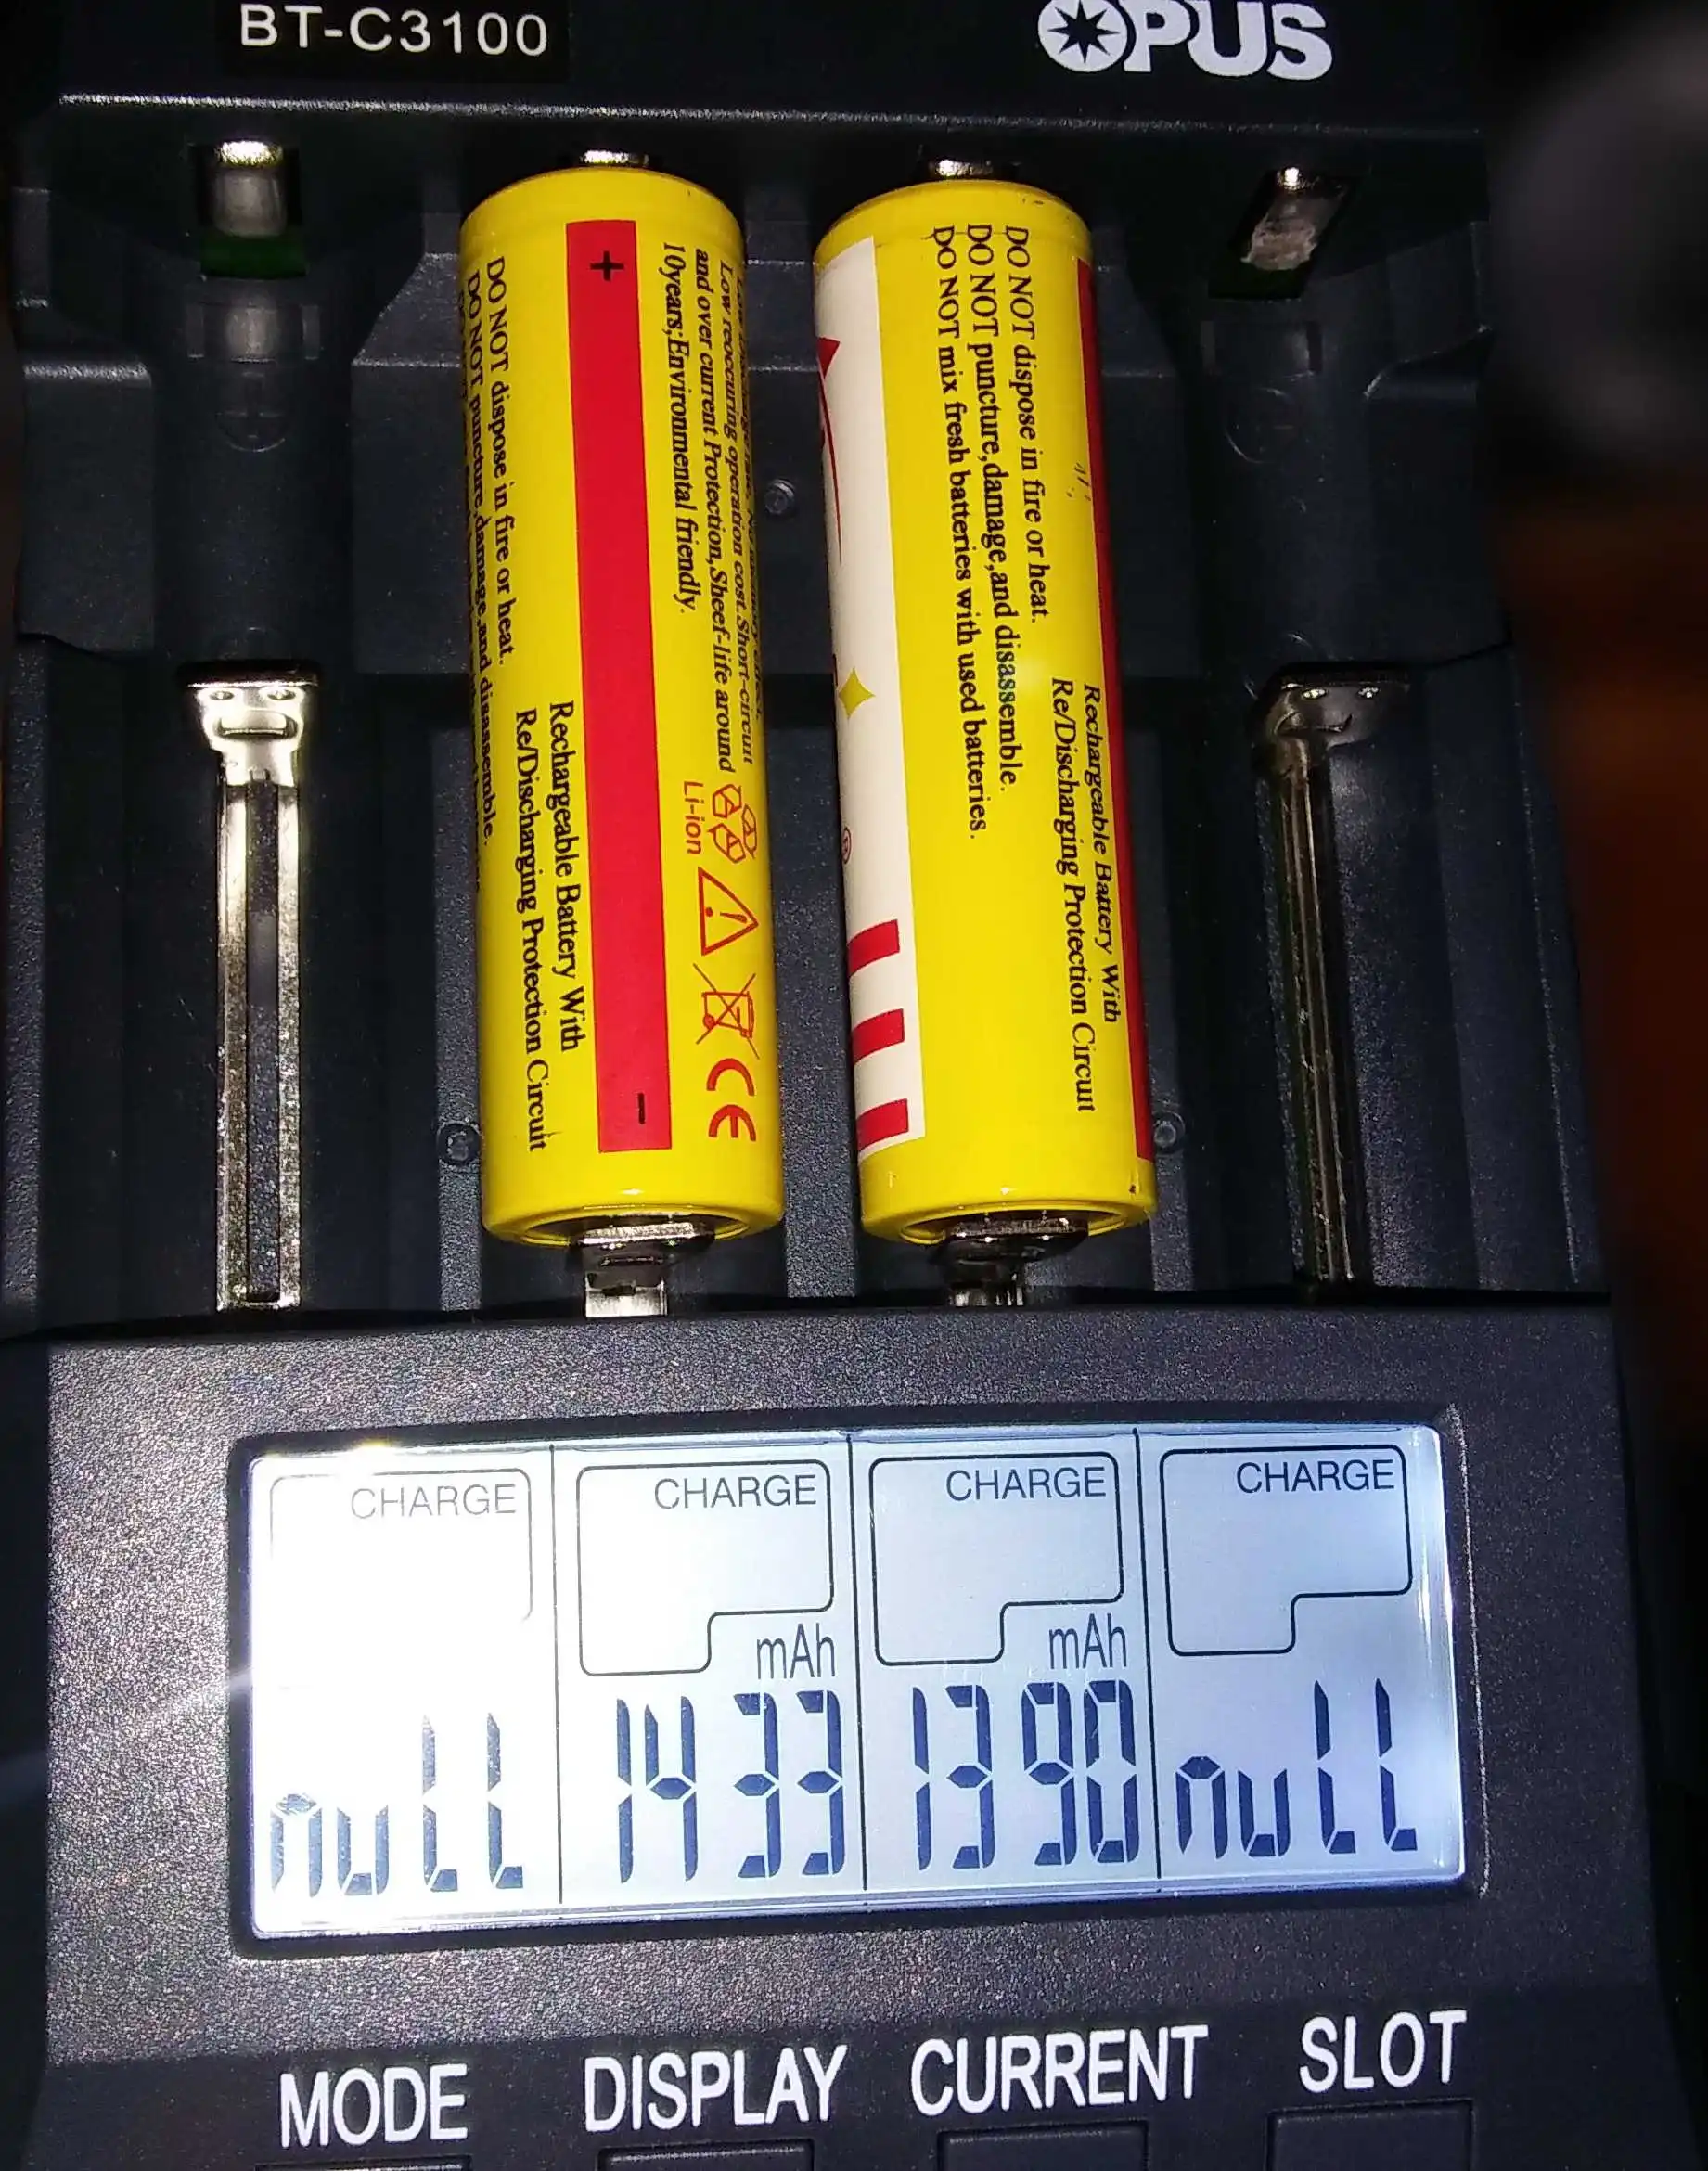 BT-C3100
OPUS
+
-
Low reoccuring operation cost.Short-circut
and over current Protection,Sheef-life around
10years;Environmental friendly.
Li-ion
CE
Rechargeable Battery With
Re/Discharging Protection Circuit
DO NOT dispose in fire or heat.
DO NOT puncture,damage,and disassemble.
Rechargeable Battery With
Re/Discharging Protection Circuit
DO NOT dispose in fire or heat.
DO NOT puncture,damage,and disassemble.
DO NOT mix fresh batteries with used batteries.
®
CHARGE
null
CHARGE
mAh
1433
CHARGE
mAh
1390
CHARGE
null
MODE
DISPLAY
CURRENT
SLOT